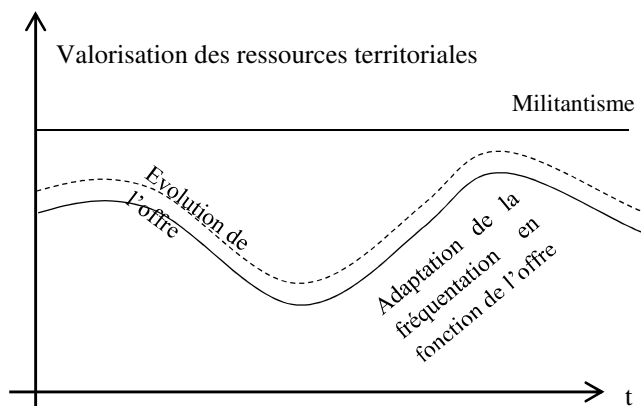 Valorisation des ressources territoriales
Militantisme
Evolution de
l'offre
Adaptation de la
fréquentation en
fonction de l'offre
t